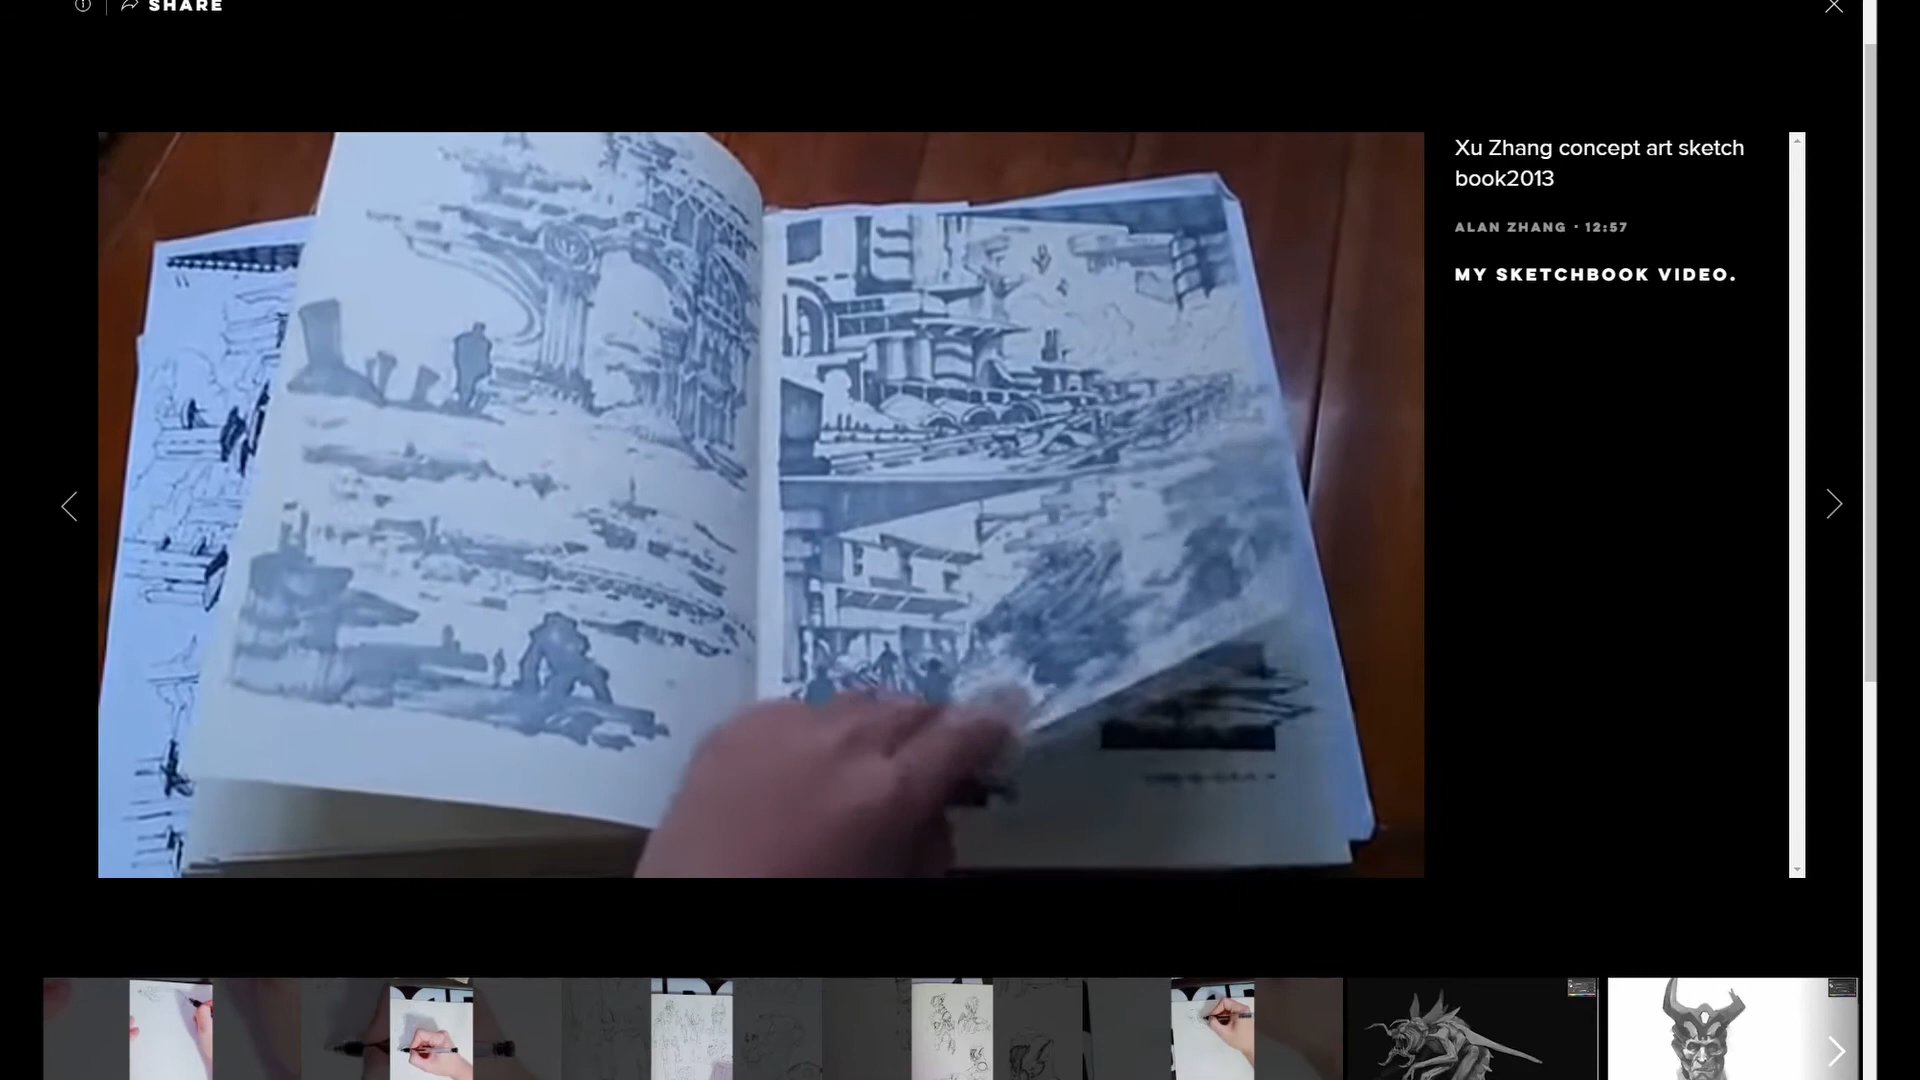 SHARE
Xu Zhang concept art sketch
book2013
ALAN ZHANG · 12:57
MY SKETCHBOOK VIDEO.